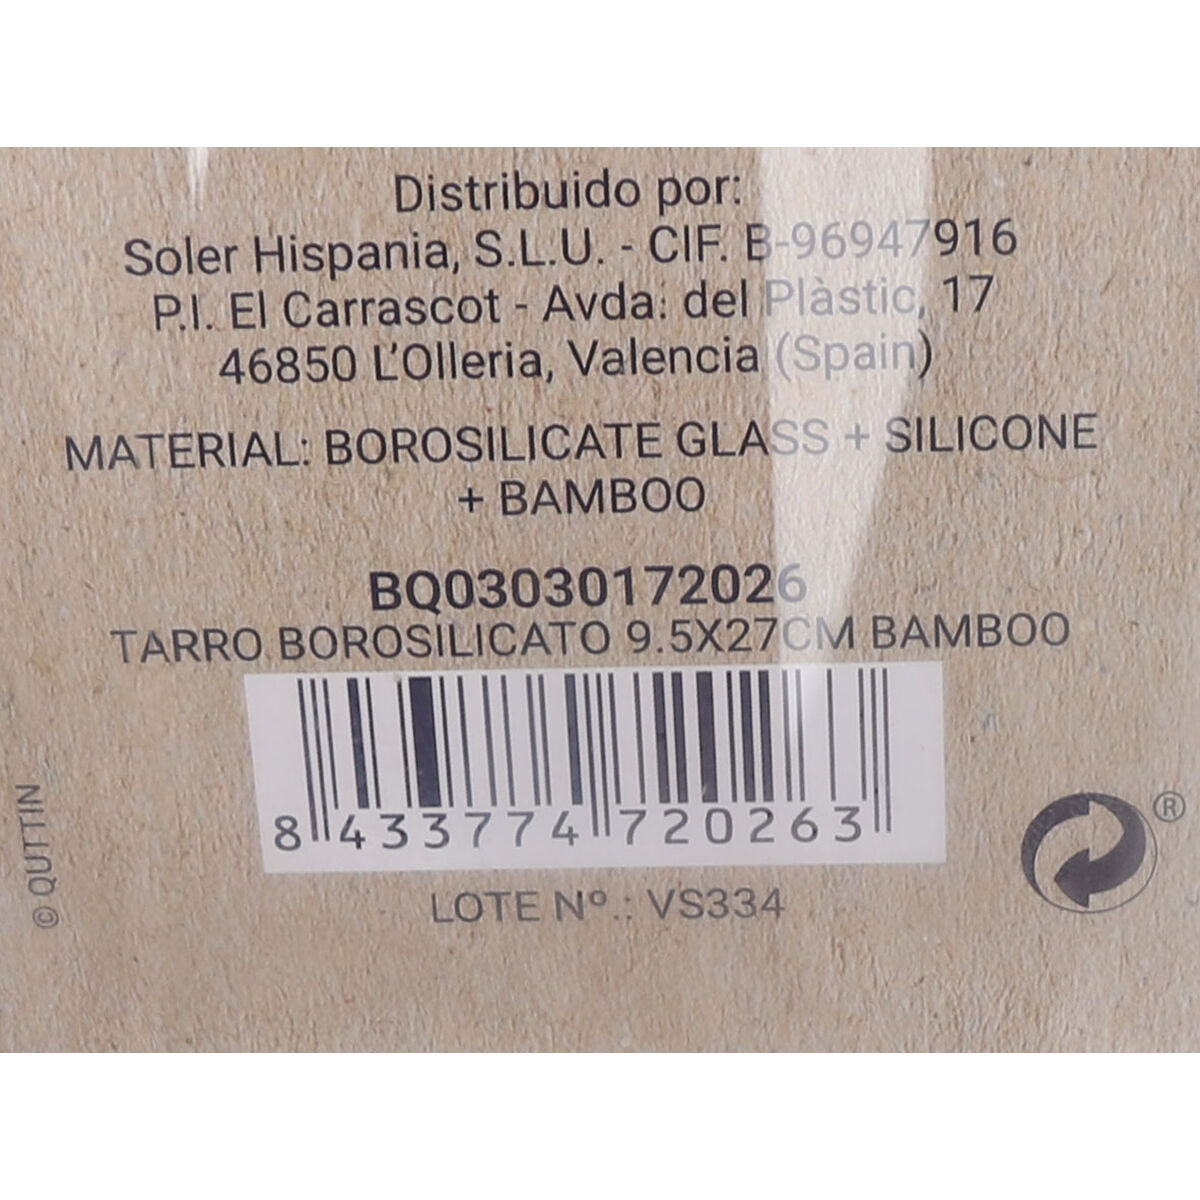 Distribuido por:
Soler Hispania, S.L.U. - CIF. B-96947916
P.I. El Carrascot - Avda: del Plàstic, 17
46850 L'Olleria, Valencia (Spain)
MATERIAL: BOROSILICATE GLASS + SILICONE
+ BAMBOO
BQ03030172026
TARRO BOROSILICATO 9.5X27CM BAMBOO
8 433774 720263
LOTE Nº.: VS334
© QUTTIN
®